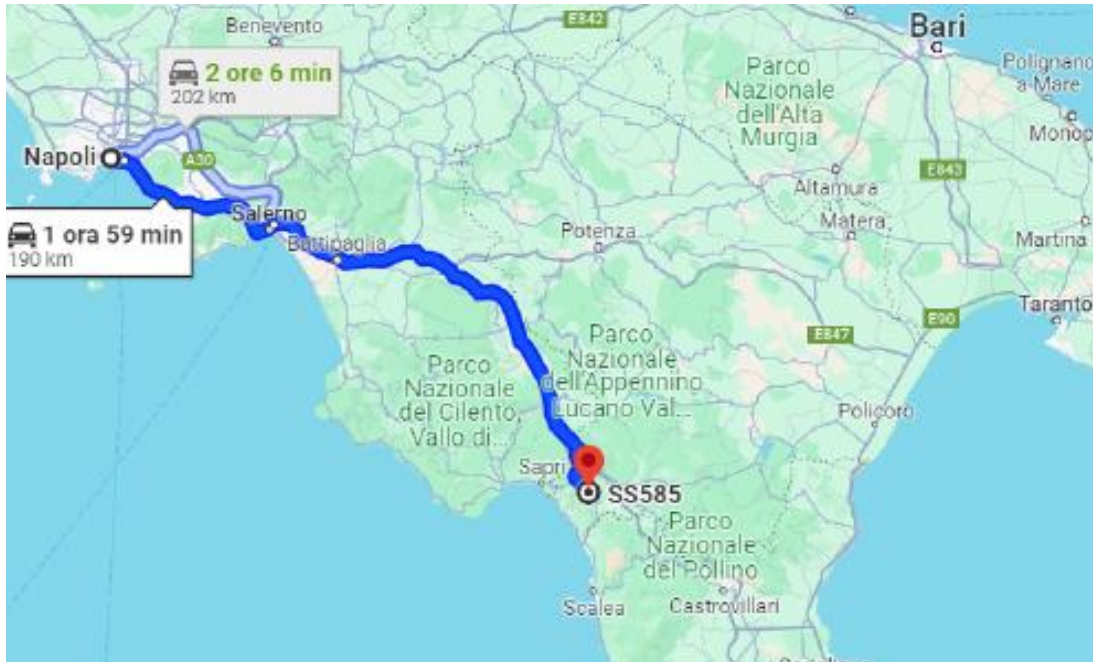 E842
Bari
Benevento
2 ore 6 min
202 km
Parco
Nazionale
dell'Alta
Murgia
Polignano
a Mare
Monop
Napoli
A30
E843
Altamura
Matera
Salerno
1 ora 59 min
190 km
Battipaglia
Potenza
Martina
Taranto
E90
E847
Parco
Nazionale
dell'Appennino
Lucano Val...
Parco
Nazionale
del Cilento,
Vallo di...
Policoro
Sapri
SS585
Parco
Nazionale
del Pollino
Scalea
Castrovillari